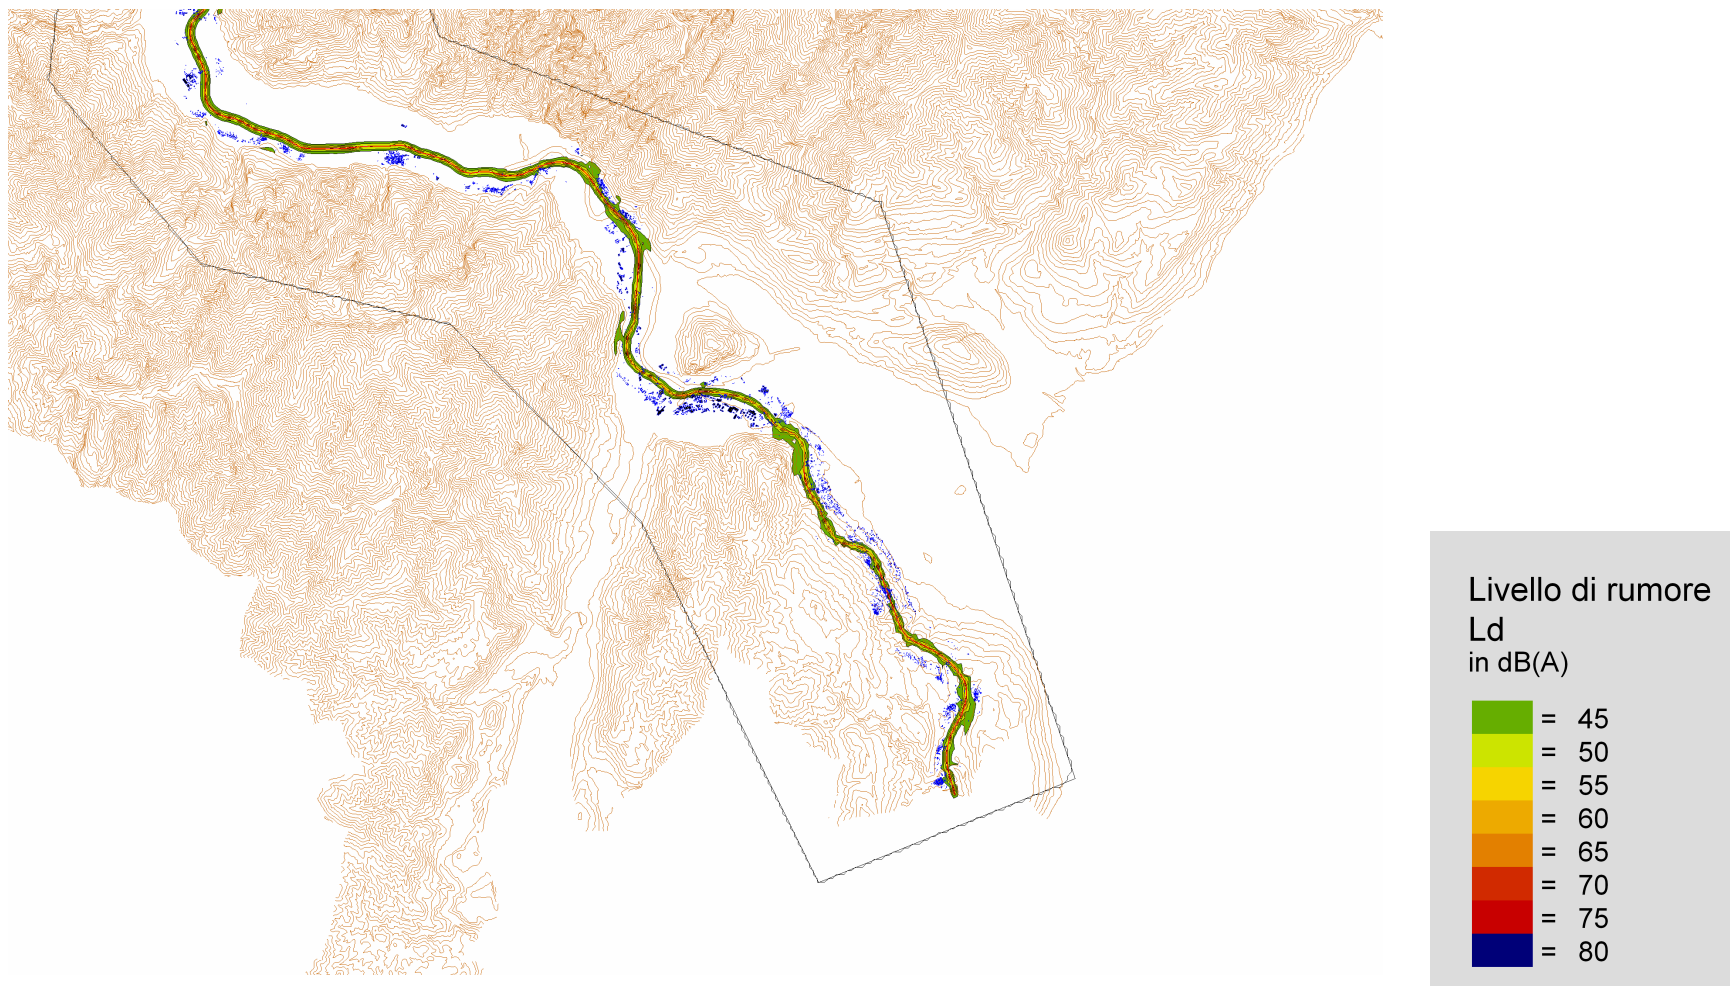 Livello di rumore
Ld
in dB(A)
= 45
= 50
= 55
= 60
= 65
= 70
= 75
= 80